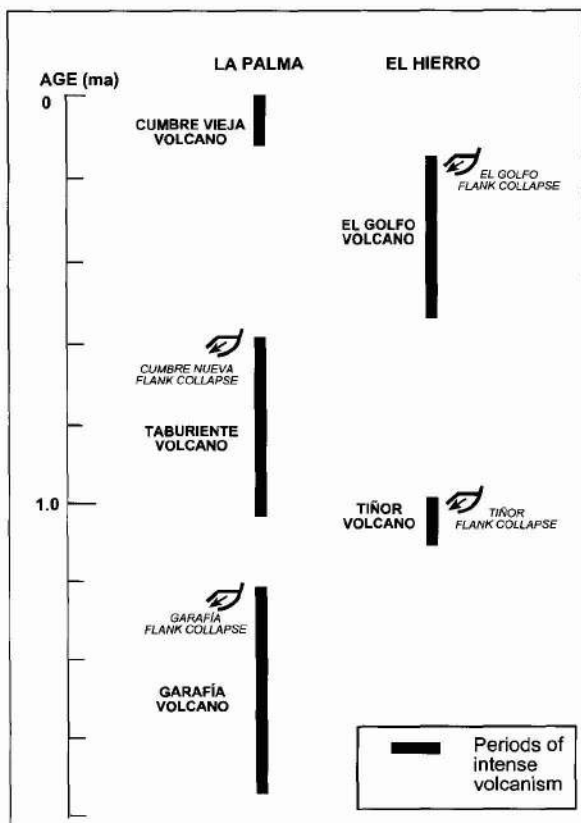 LA PALMA
EL HIERRO
AGE (ma)
0
CUMBRE VIEJA
VOLCANO
EL GOLFO
FLANK COLLAPSE
EL GOLFO
VOLCANO
CUMBRE NUEVA
FLANK COLLAPSE
TABURIENTE
VOLCANO
1.0
TIÑOR
VOLCANO
TIÑOR
FLANK COLLAPSE
GARAFÍA
FLANK COLLAPSE
GARAFÍA
VOLCANO
Periods of
intense
volcanism